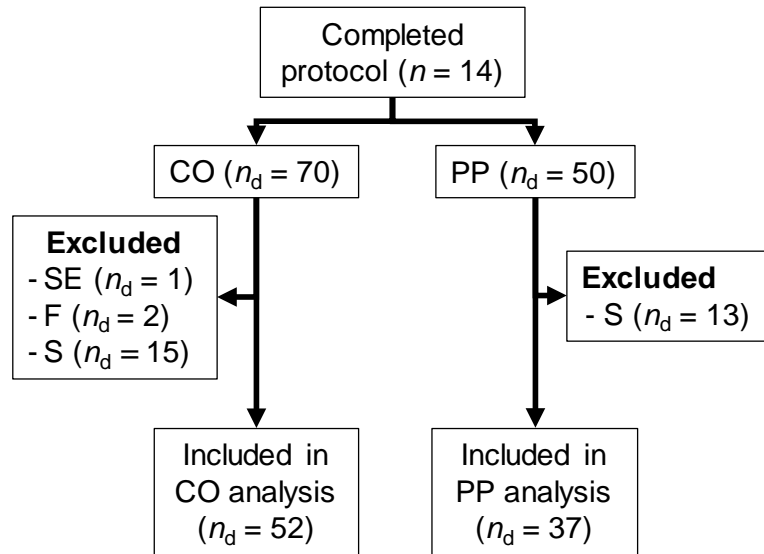 Completed
protocol (n = 14)
CO (nd = 70)
PP (nd = 50)
Excluded
- SE (nd = 1)
- F (nd = 2)
- S (nd = 15)
Excluded
- S (nd = 13)
Included in
CO analysis
(nd = 52)
Included in
PP analysis
(nd = 37)